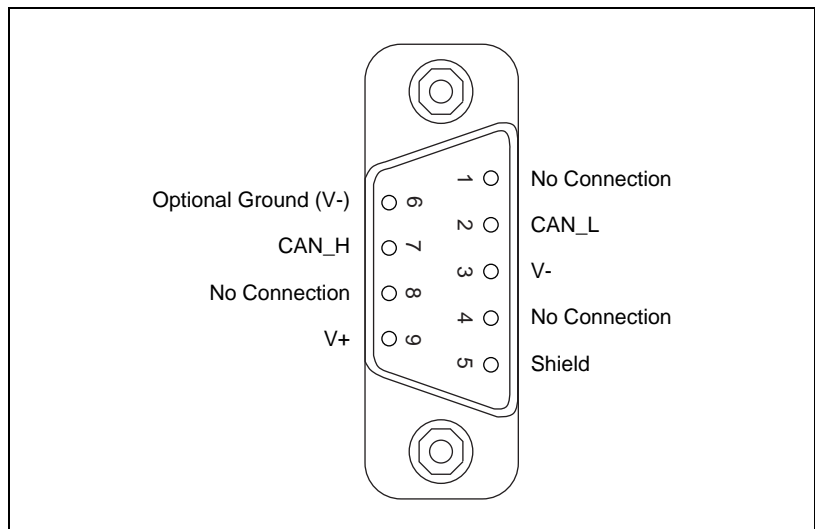 Optional Ground (V-)
CAN_H
No Connection
V+
6
7
8
9
1
2
3
4
5
No Connection
CAN_L
V-
No Connection
Shield